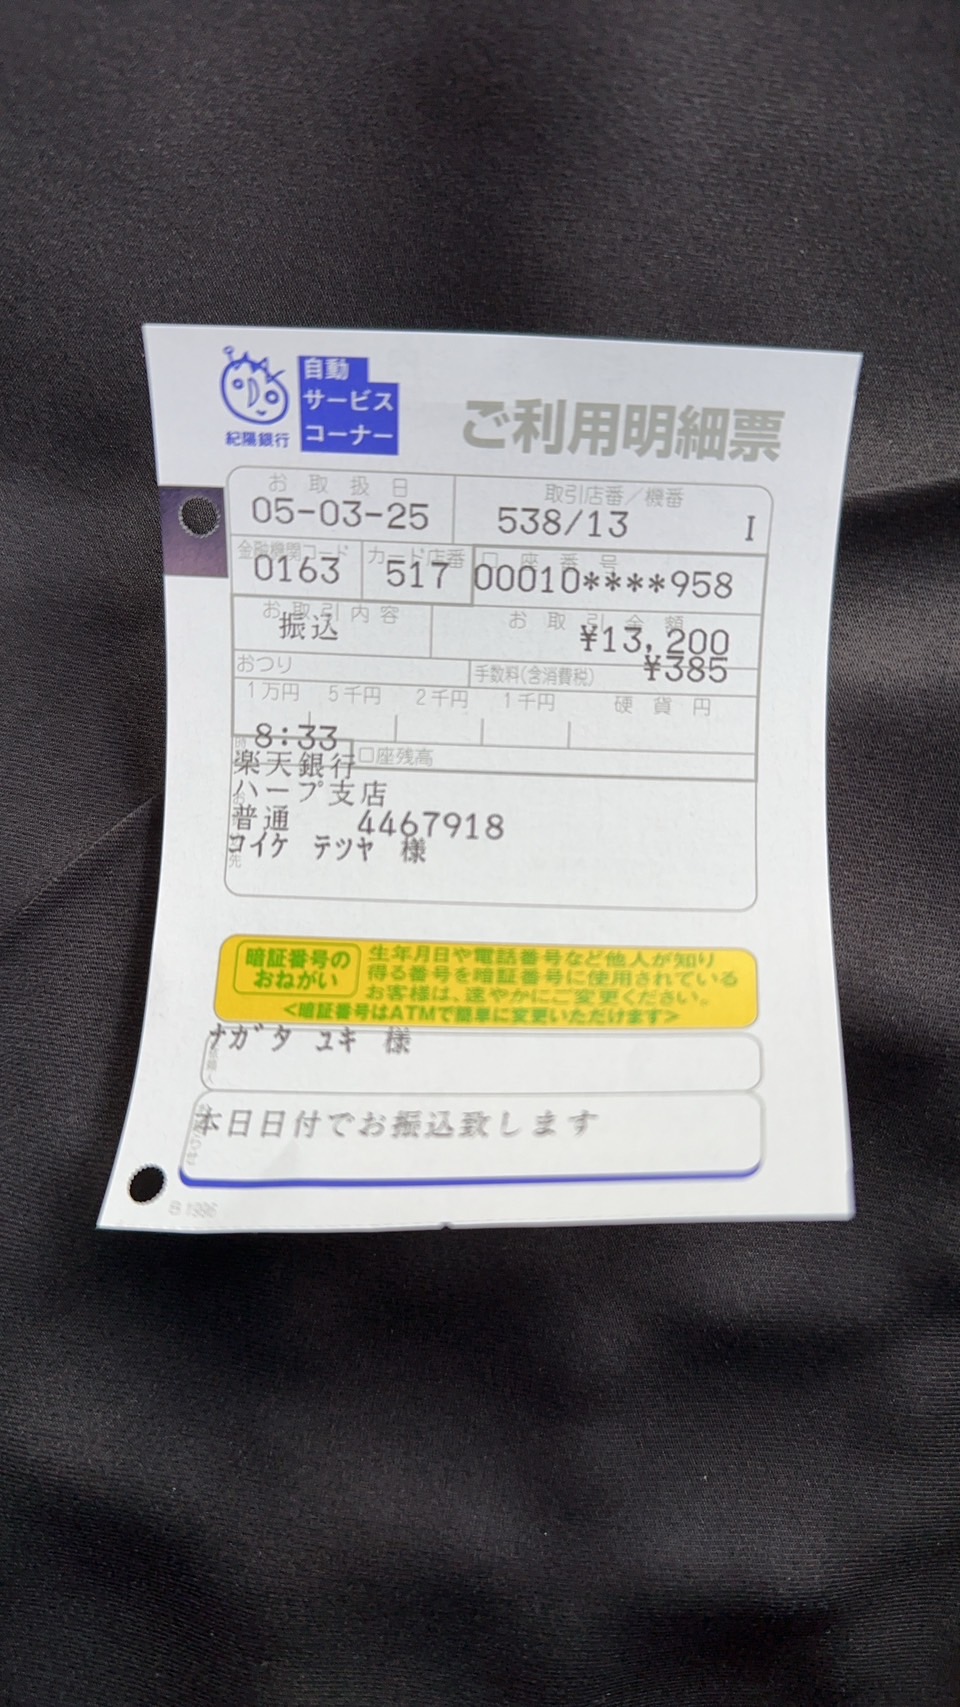 自動
サービス
コーナー
紀陽銀行
ご利用明細票
お取扱日 取引店番/機番
05-03-25 538/13 I
金融機関コード カード店番 口座番号
0163 517 00010****958
お取引内容 お取引金額
振込 ¥13,200
¥385
おつり 手数料(含消費税)
1万円 5千円 2千円 1千円 硬貨円
8:33
口座残高
楽天銀行
ハープ支店
普通 4467918
コイケ テツヤ 様
暗証番号の
おねがい
生年月日や電話番号など他人が知り
得る番号を暗証番号に使用されている
お客様は、速やかにご変更ください。
<暗証番号はATMで簡単に変更いただけます>
ナガタ ユキ 様
本日日付でお振込致します